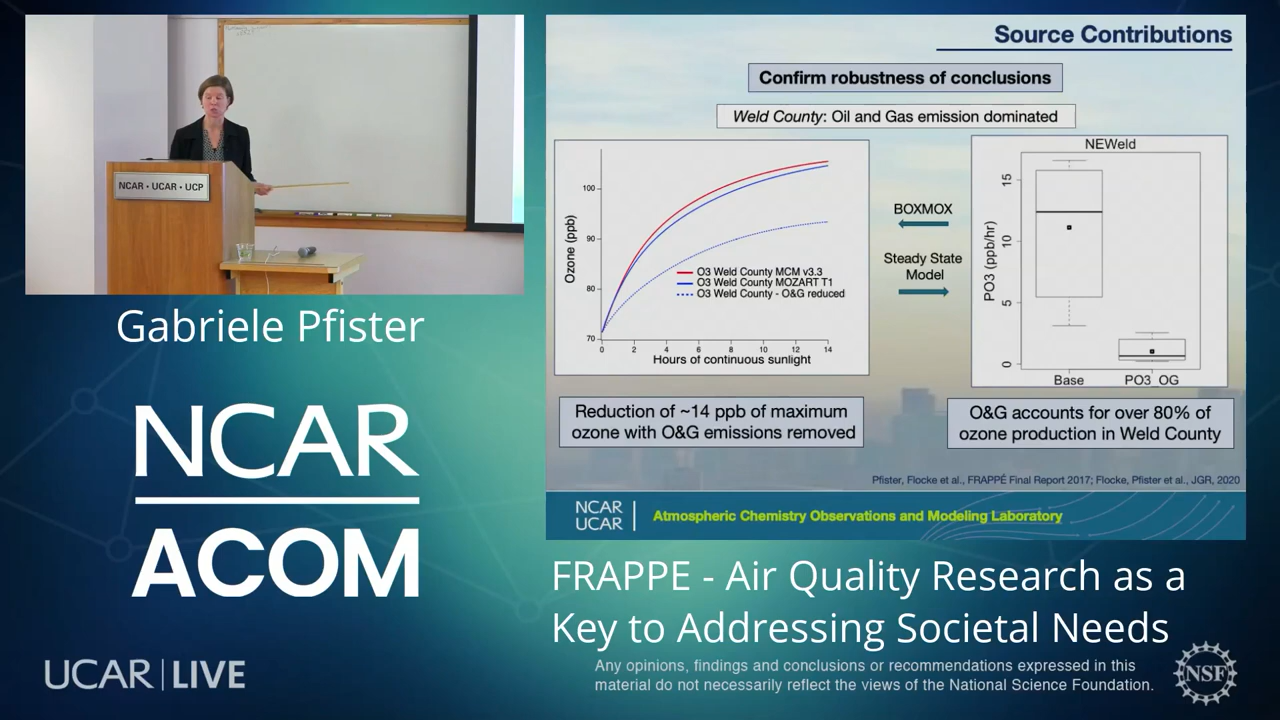 NCAR • UCAR • UCP
Gabriele Pfister
NCAR
ACOM
UCAR | LIVE
Source Contributions
Confirm robustness of conclusions
Weld County: Oil and Gas emission dominated
Ozone (ppb)
100
90
80
70
O3 Weld County MCM v3.3
O3 Weld County MOZART T1
O3 Weld County - O&G reduced
0 2 4 6 8 10 12 14
Hours of continuous sunlight
BOXMOX
Steady State
Model
NEWeld
PO3 (ppb/hr)
15
10
5
0
Base PO3_OG
Reduction of ~14 ppb of maximum
ozone with O&G emissions removed
O&G accounts for over 80% of
ozone production in Weld County
Pfister, Flocke et al., FRAPPÉ Final Report 2017; Flocke, Pfister et al., JGR, 2020
NCAR
UCAR
Atmospheric Chemistry Observations and Modeling Laboratory
FRAPPE - Air Quality Research as a
Key to Addressing Societal Needs
Any opinions, findings and conclusions or recommendations expressed in this
material do not necessarily reflect the views of the National Science Foundation.
NSF